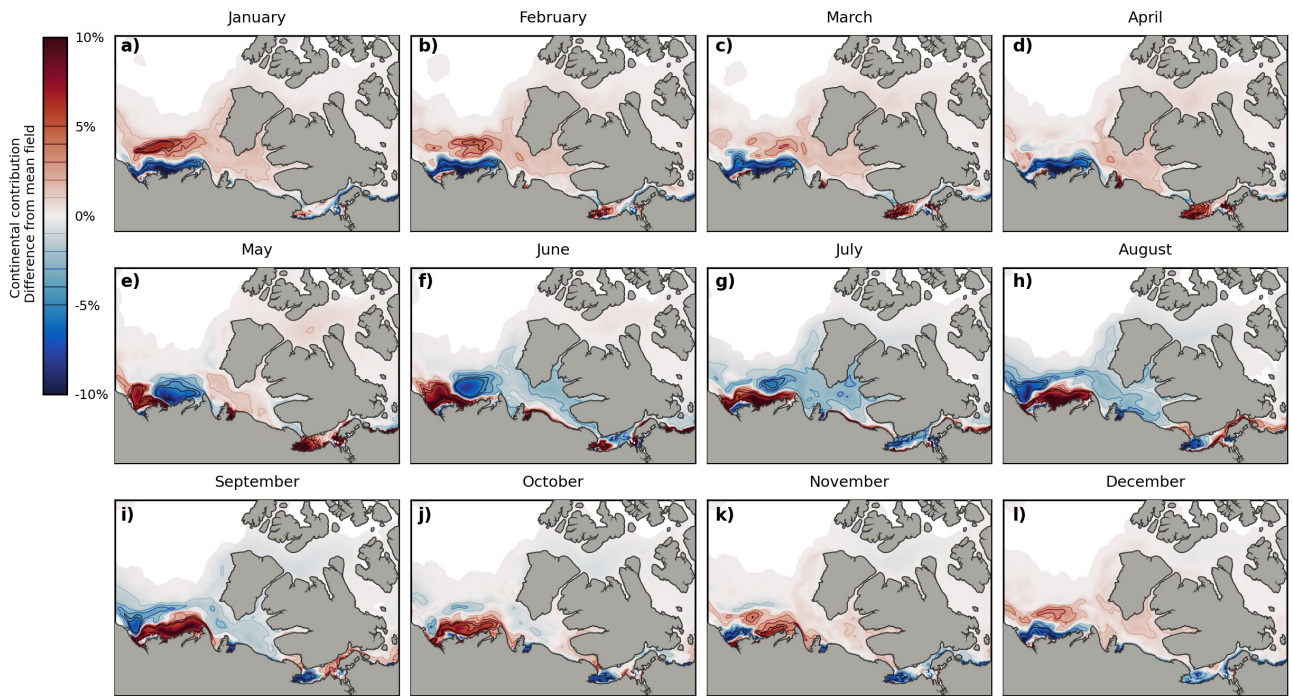 January
February
March
April
a)
b)
c)
d)
10%
5%
0%
-5%
-10%
Continental contribution
Difference from mean field
May
June
July
August
e)
f)
g)
h)
September
October
November
December
i)
j)
k)
l)